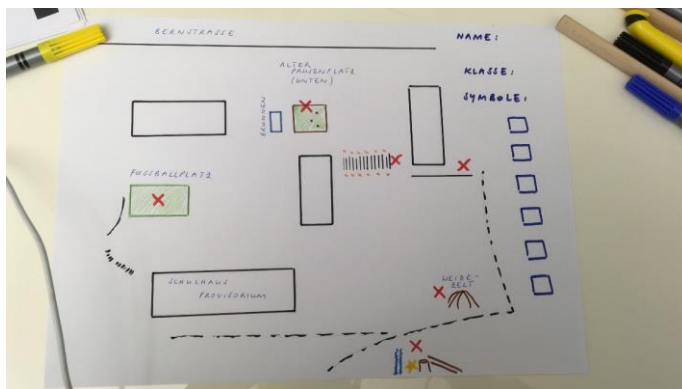 BERNSTRASSE
NAME:
ALTER
PAUSENPLATZ
(UNTEN)
KLASSE:
SYMBOLE:
BRUNNEN
FUSSBALLPLATZ
WEIDE-
ZELT
SCHULHAUS
PROVISORIUM